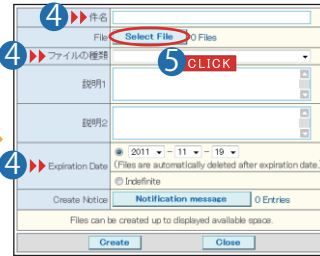 4 件名
File Select File 0 Files
4 ファイルの種類
5 CLICK
説明1
説明2
4 Expiration Date 2011 - 11 - 19
(Files are automatically deleted after expiration date.
Indefinite
Create Notice Notification message 0 Entries
Files can be created up to displayed available space.
Create Close